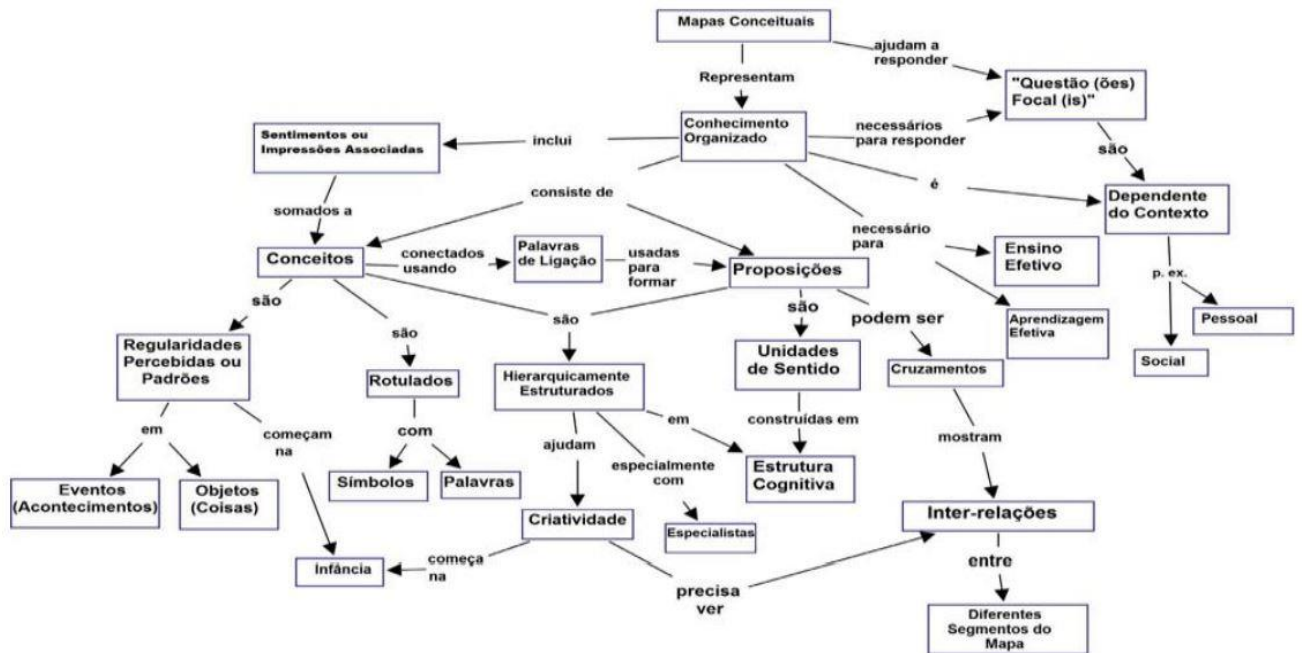 Mapas Conceituais
ajudam a
responder
Representam
"Questão (ões)
Focal (is)"
Conhecimento
Organizado
necessários
para responder
Sentimentos ou
Impressões Associadas
inclui
são
é
Dependente
do Contexto
consiste de
somados a
necessário
para
Conceitos
conectados
usando
Palavras
de Ligação
usadas
para
formar
Proposições
Ensino
Efetivo
p. ex.
são
são
são
são
podem ser
Aprendizagem
Efetiva
Pessoal
Social
Regularidades
Percebidas ou
Padrões
Rotulados
Hierarquicamente
Estruturados
Unidades
de Sentido
Cruzamentos
em
começam
na
com
ajudam
em
construídas em
mostram
especialmente
com
Eventos
(Acontecimentos)
Objetos
(Coisas)
Símbolos
Palavras
Estrutura
Cognitiva
Criatividade
Especialistas
Inter-relações
Infância
começa
na
precisa
ver
entre
Diferentes
Segmentos do
Mapa